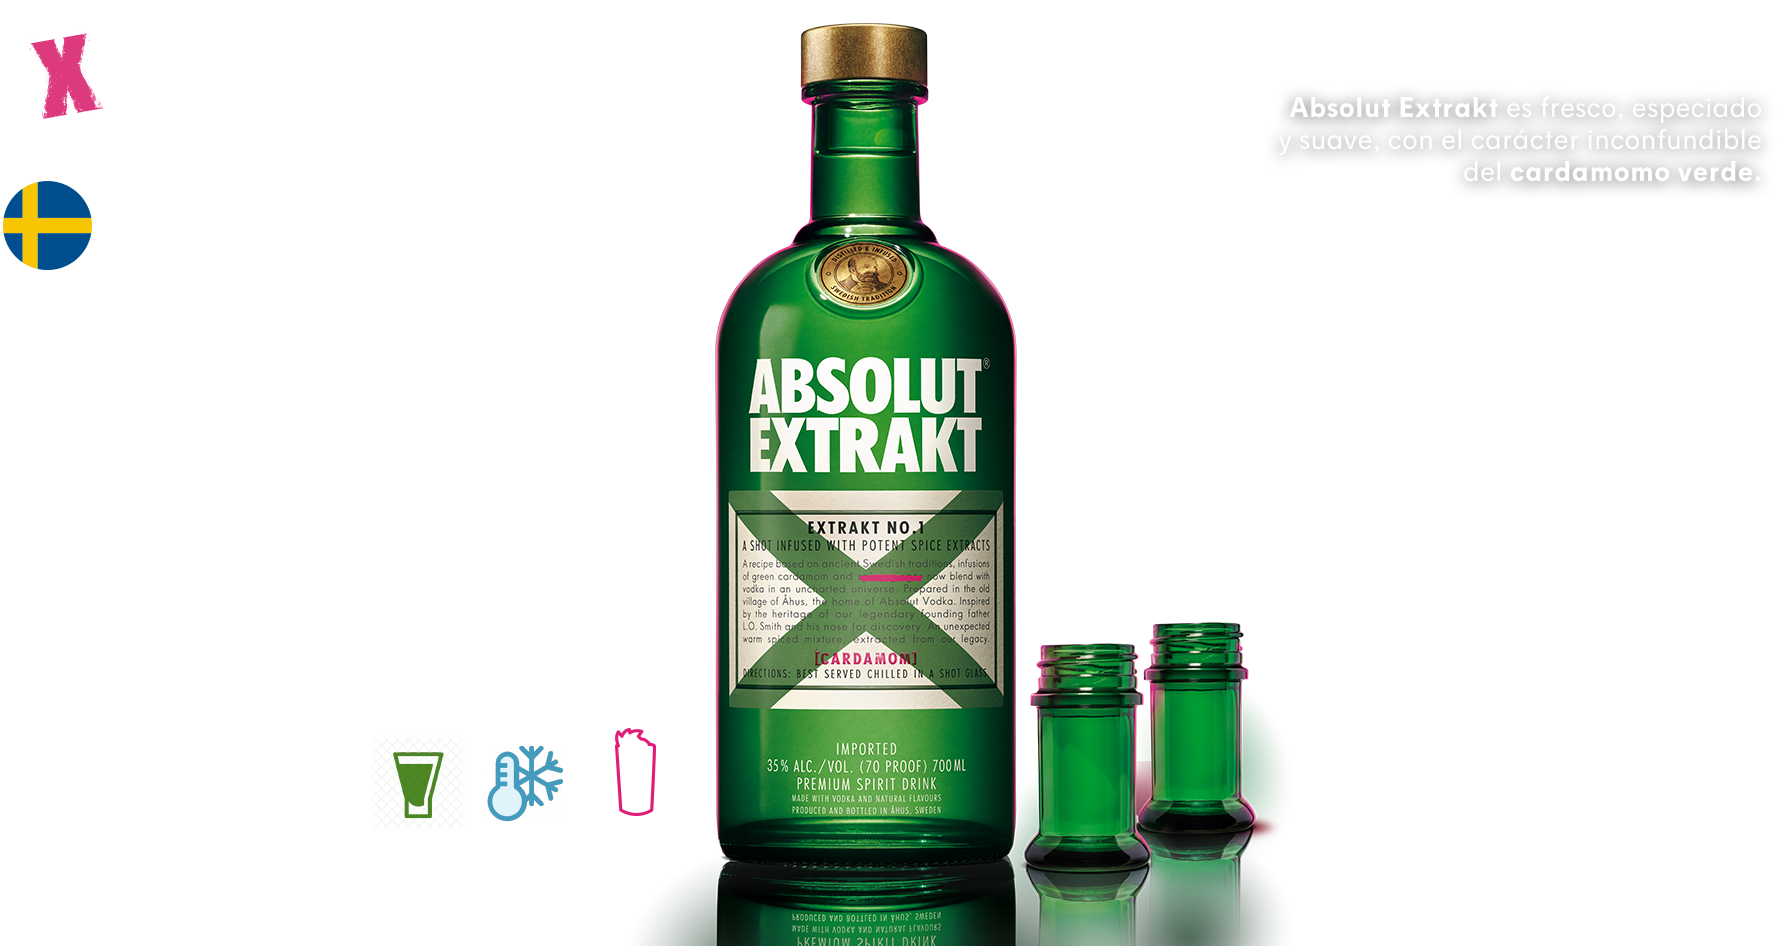 X
Absolut Extrakt es fresco, especiado
y suave, con el carácter inconfundible
del cardamomo verde.
DISTILLED & INFUSED
SWEDISH TRADITION
ABSOLUT®
EXTRAKT
EXTRAKT NO.1
A SHOT INFUSED WITH POTENT SPICE EXTRACTS
A recipe based on ancient Swedish traditions, infusions
of green cardamom and now blend with
vodka in an uncharted universe. Prepared in the old
village of Åhus, the home of Absolut Vodka. Inspired
by the heritage of our legendary founding father
L.O. Smith and his nose for discovery. An unexpected
warm spiced mixture, extracted from our legacy.
[CARDAMOM]
DIRECTIONS: BEST SERVED CHILLED IN A SHOT GLASS
IMPORTED
35% ALC./VOL. (70 PROOF) 700ML
PREMIUM SPIRIT DRINK
MADE WITH VODKA AND NATURAL FLAVOURS
PRODUCED AND BOTTLED IN ÅHUS, SWEDEN